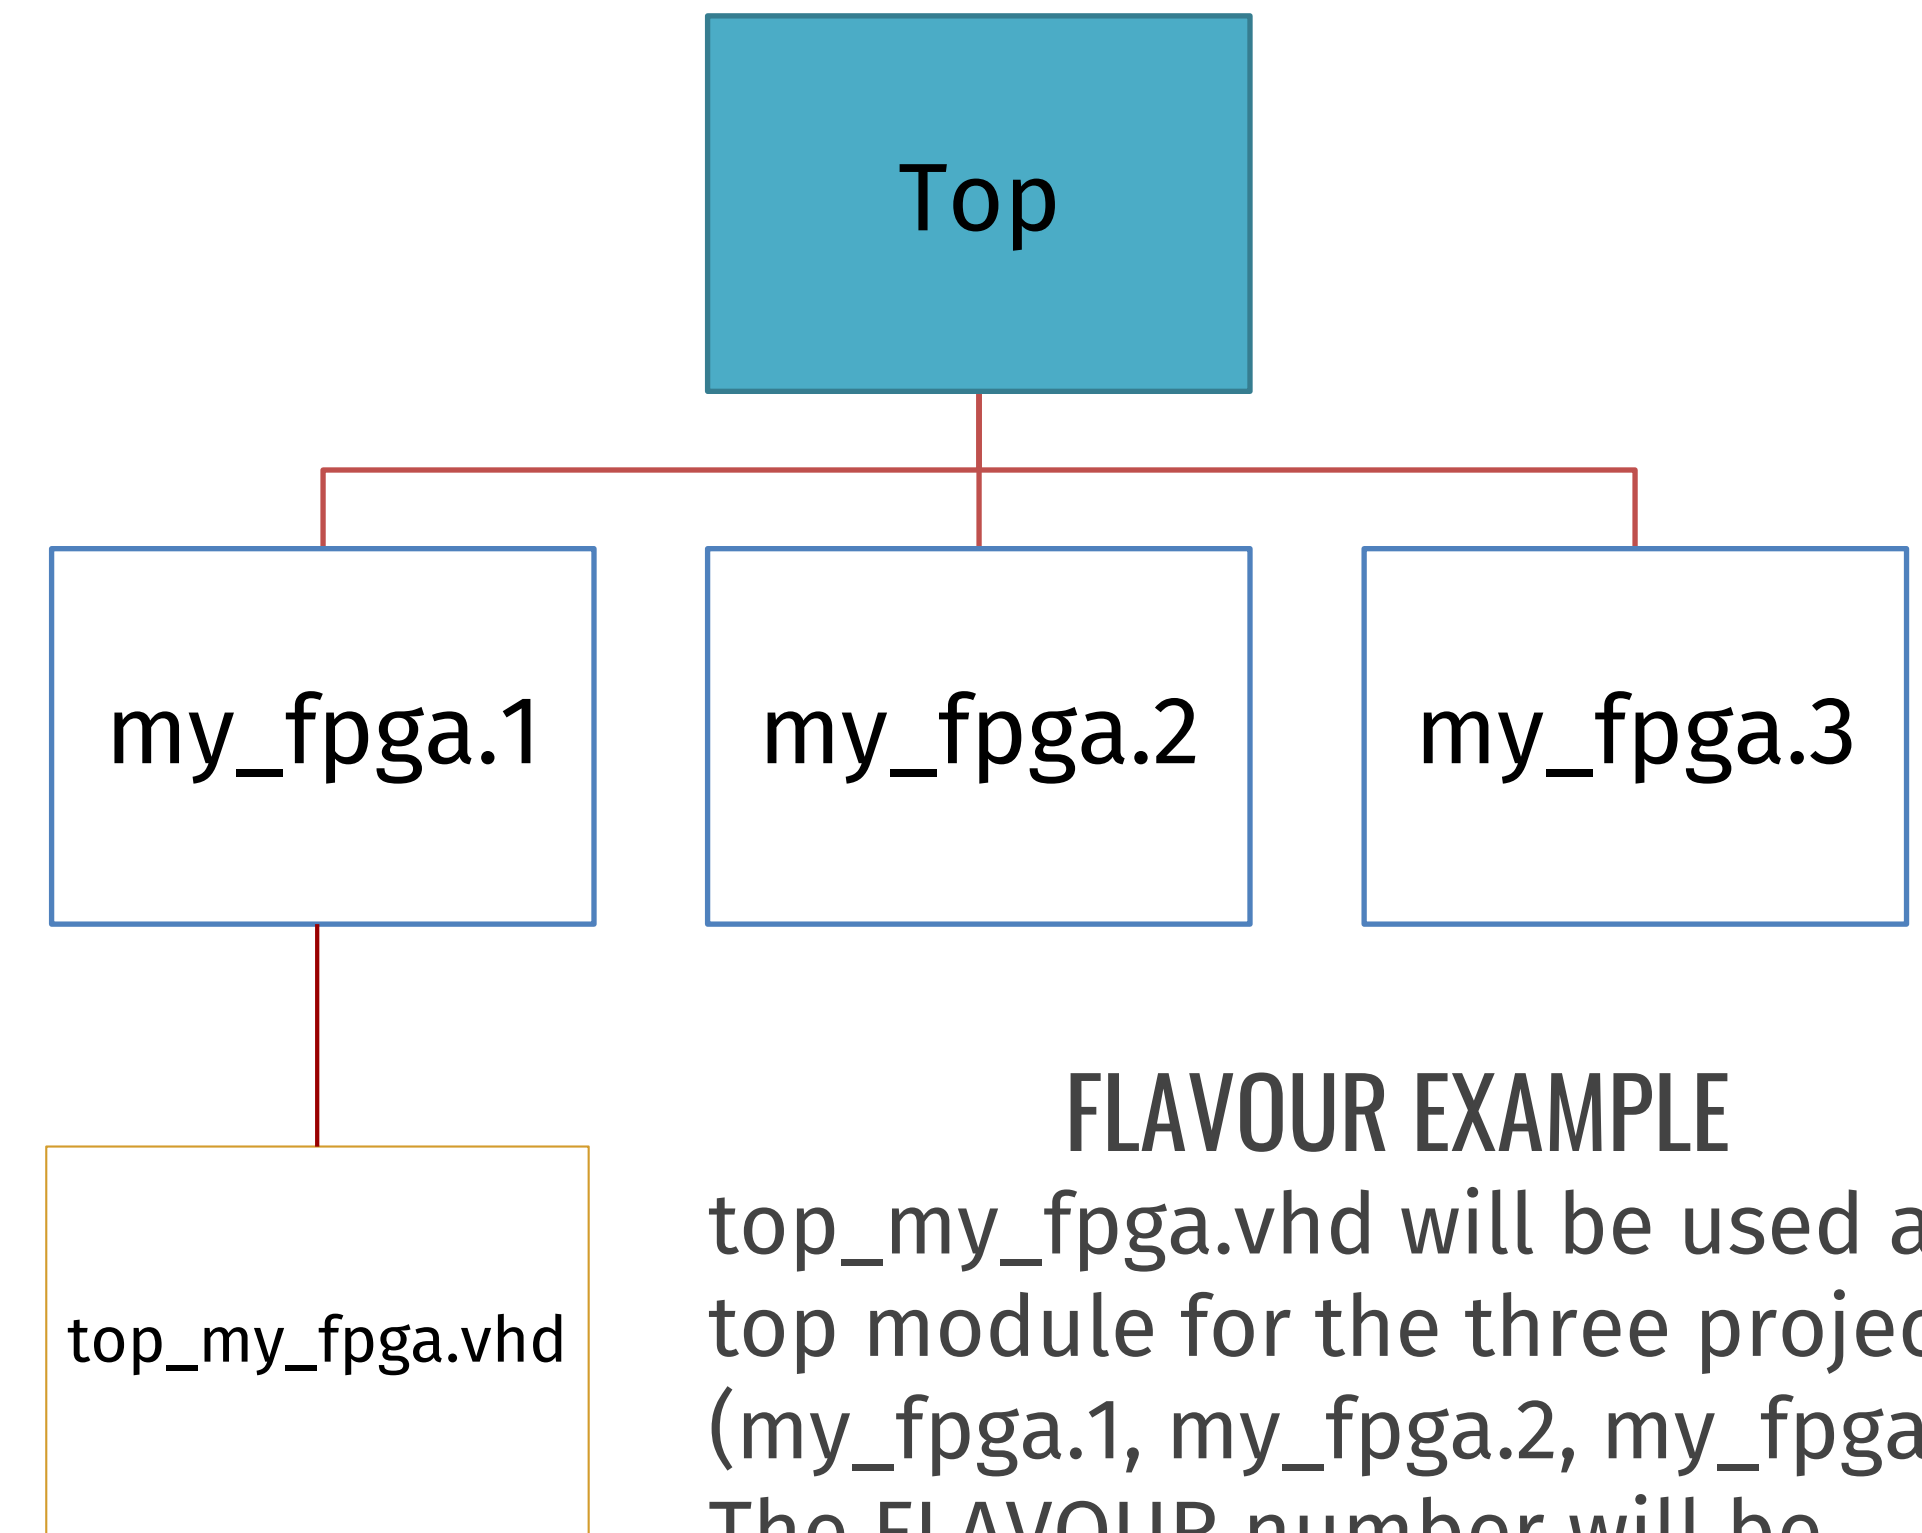 Top
my_fpga.1
my_fpga.2
my_fpga.3
top_my_fpga.vhd
FLAVOUR EXAMPLE
top_my_fpga.vhd will be used
top module for the three
(my_fpga.1, my_fpga.2, my_fpga
The FLAVOUR number will be